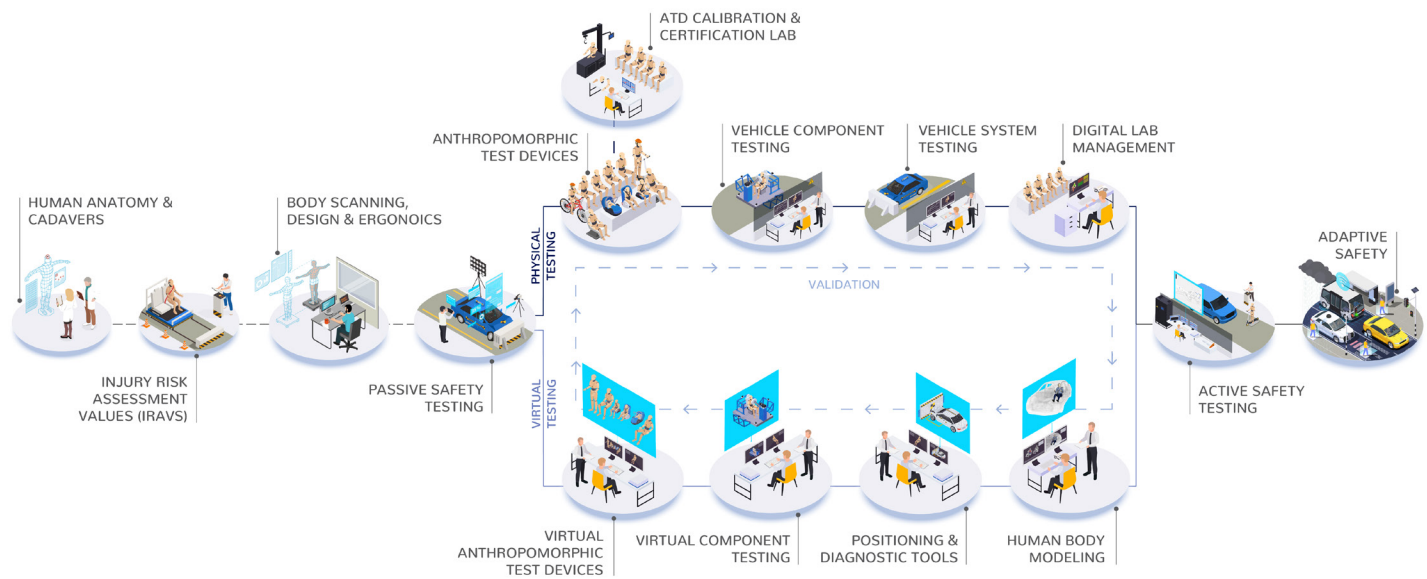 ATD CALIBRATION &
CERTIFICATION LAB
ANTHROPOMORPHIC
TEST DEVICES
VEHICLE COMPONENT
TESTING
VEHICLE SYSTEM
TESTING
DIGITAL LAB
MANAGEMENT
HUMAN ANATOMY &
CADAVERS
BODY SCANNING,
DESIGN & ERGONOICS
PHYSICAL
TESTING
ADAPTIVE
SAFETY
VALIDATION
INJURY RISK
ASSESSMENT
VALUES (IRAVS)
PASSIVE SAFETY
TESTING
VIRTUAL
TESTING
ACTIVE SAFETY
TESTING
VIRTUAL
ANTHROPOMORPHIC
TEST DEVICES
VIRTUAL COMPONENT
TESTING
POSITIONING &
DIAGNOSTIC TOOLS
HUMAN BODY
MODELING